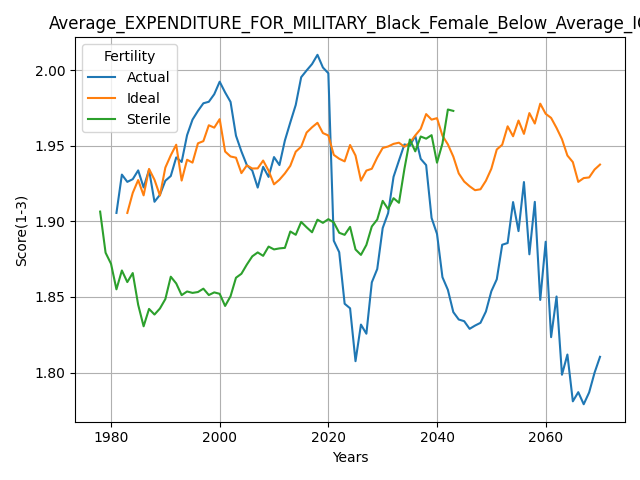 Average_EXPENDITURE_FOR_MILITARY_Black_Female_Below_Average_IQ
Fertility
Actual
Ideal
Sterile
Score(1-3)
2.00
1.95
1.90
1.85
1.80
1980 2000 2020 2040 2060
Years